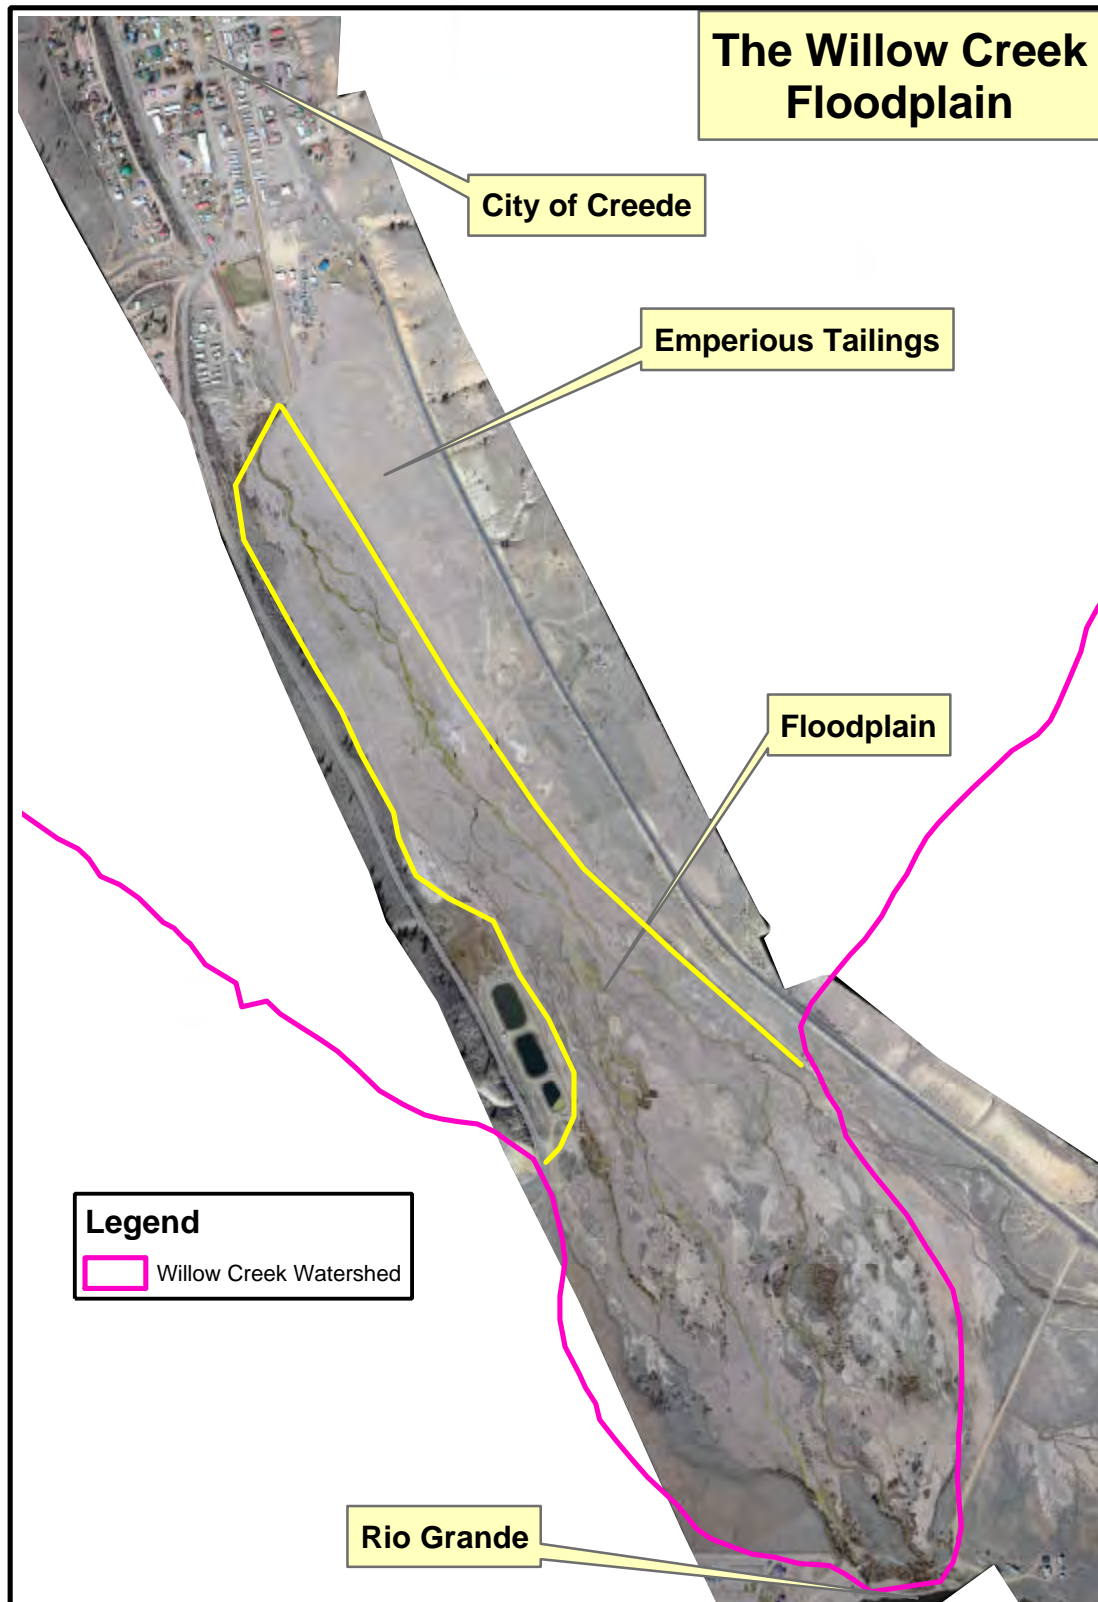 The Willow Creek
Floodplain
City of Creede
Emperious Tailings
Floodplain
Legend
Willow Creek Watershed
Rio Grande